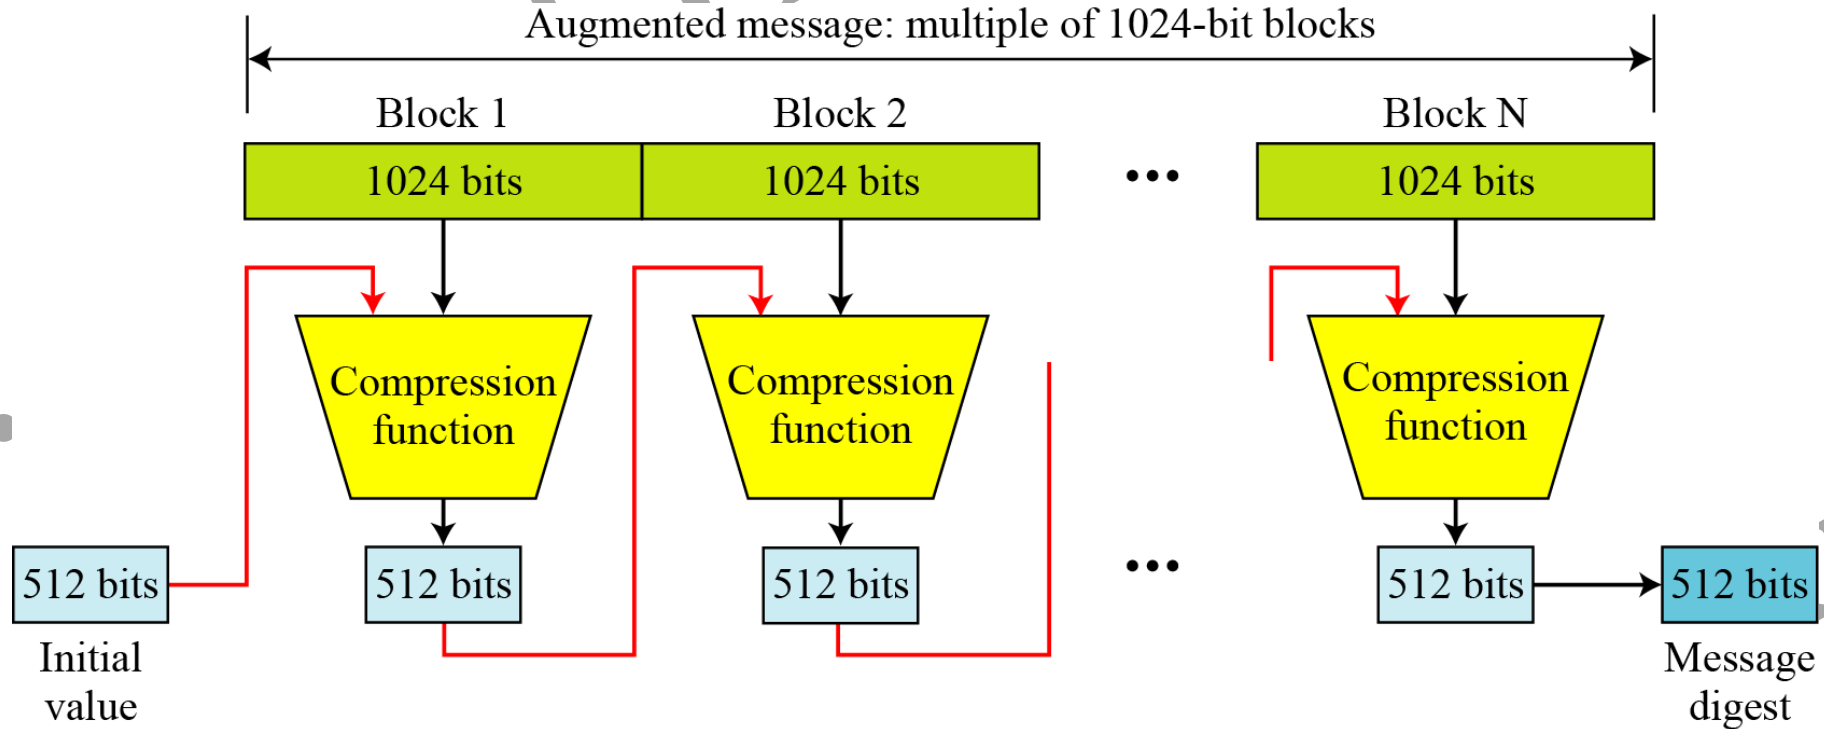 Augmented message: multiple of 1024-bit blocks
Block 1
Block 2
Block N
1024 bits
1024 bits
•••
1024 bits
Compression
function
Compression
function
Compression
function
512 bits
512 bits
512 bits
•••
512 bits
512 bits
Initial
value
Message
digest